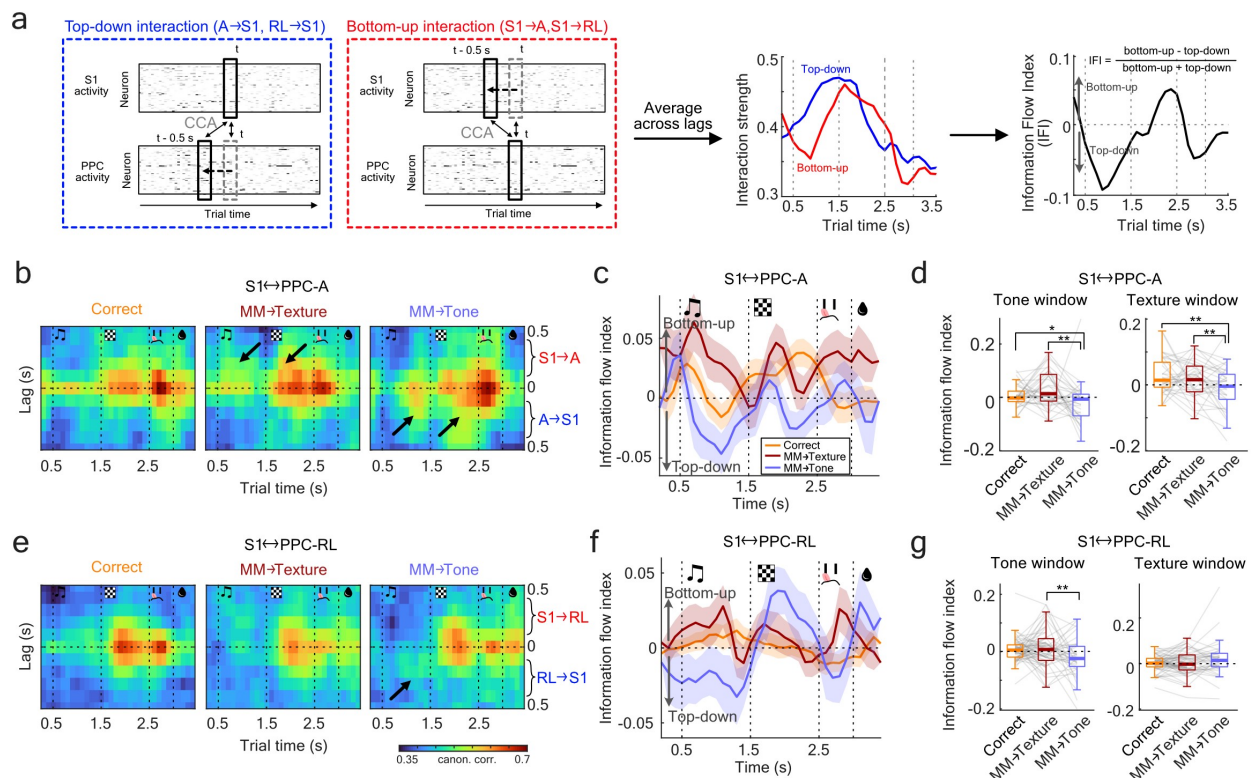 a
Top-down interaction (A→S1, RL→S1)
t
t - 0.5 s
S1 activity
Neuron
CCA
PPC activity
Neuron
Trial time
Bottom-up interaction (S1→A,S1→RL)
t - 0.5 s
t
S1 activity
Neuron
CCA
PPC activity
Neuron
Trial time
Average across lags
Interaction strength
0.5
0.4
0.3
Top-down
Bottom-up
0.5 1.5 2.5 3.5
Trial time (s)
IFI = bottom-up - top-down
bottom-up + top-down
Information Flow Index (IFI)
0.1
0
-0.1
Bottom-up
Top-down
0.5 1.5 2.5 3.5
Trial time (s)
b
S1↔PPC-A
Correct
MM→Texture
MM→Tone
Lag (s)
0.5
S1→A
0
A→S1
0.5
0.5 1.5 2.5
0.5 1.5 2.5
0.5 1.5 2.5
Trial time (s)
c
S1↔PPC-A
Information flow index
0.05
0
-0.05
Bottom-up
Top-down
Correct
MM→Texture
MM→Tone
0.5 1.5 2.5
Time (s)
d
S1↔PPC-A
Tone window
Texture window
Information flow index
0.2
0
-0.2
* **
0.2
0
-0.2
** **
Correct
MM→Texture
MM→Tone
Correct
MM→Texture
MM→Tone
e
S1↔PPC-RL
Correct
MM→Texture
MM→Tone
Lag (s)
0.5
S1→RL
0
RL→S1
0.5
0.5 1.5 2.5
0.5 1.5 2.5
0.5 1.5 2.5
Trial time (s)
0.35 canon. corr. 0.7
f
S1↔PPC-RL
Information flow index
0.05
0
-0.05
Bottom-up
Top-down
0.5 1.5 2.5
Time (s)
g
S1↔PPC-RL
Tone window
Texture window
Information flow index
0.2
0
-0.2
**
0.2
0
-0.2
Correct
MM→Texture
MM→Tone
Correct
MM→Texture
MM→Tone